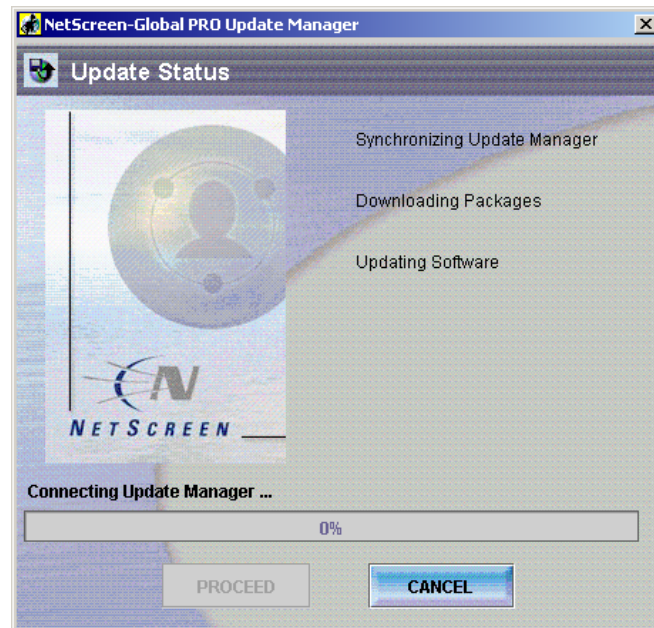 NetScreen-Global PRO Update Manager
Update Status
Synchronizing Update Manager
Downloading Packages
Updating Software
N
NETSCREEN
Connecting Update Manager ...
0%
PROCEED
CANCEL